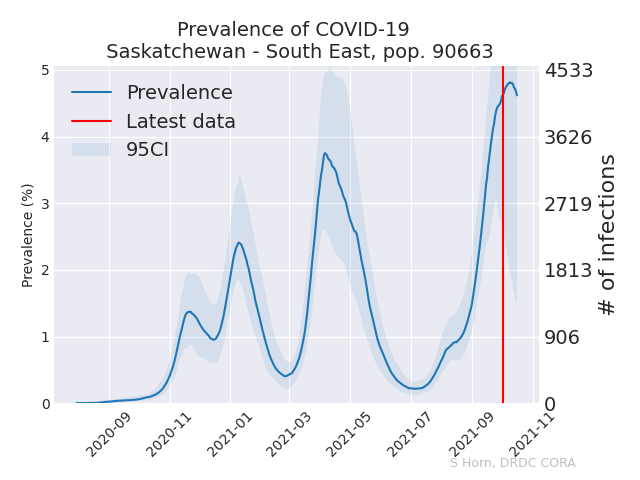 Prevalence of COVID-19
Saskatchewan - South East, pop. 90663
Prevalence
Latest data
95CI
Prevalence (%)
5
4
3
2
1
0
4533
3626
2719
1813
906
0
# of infections
2020-09
2020-11
2021-01
2021-03
2021-05
2021-07
2021-09
2021-11
S Horn, DRDC CORA